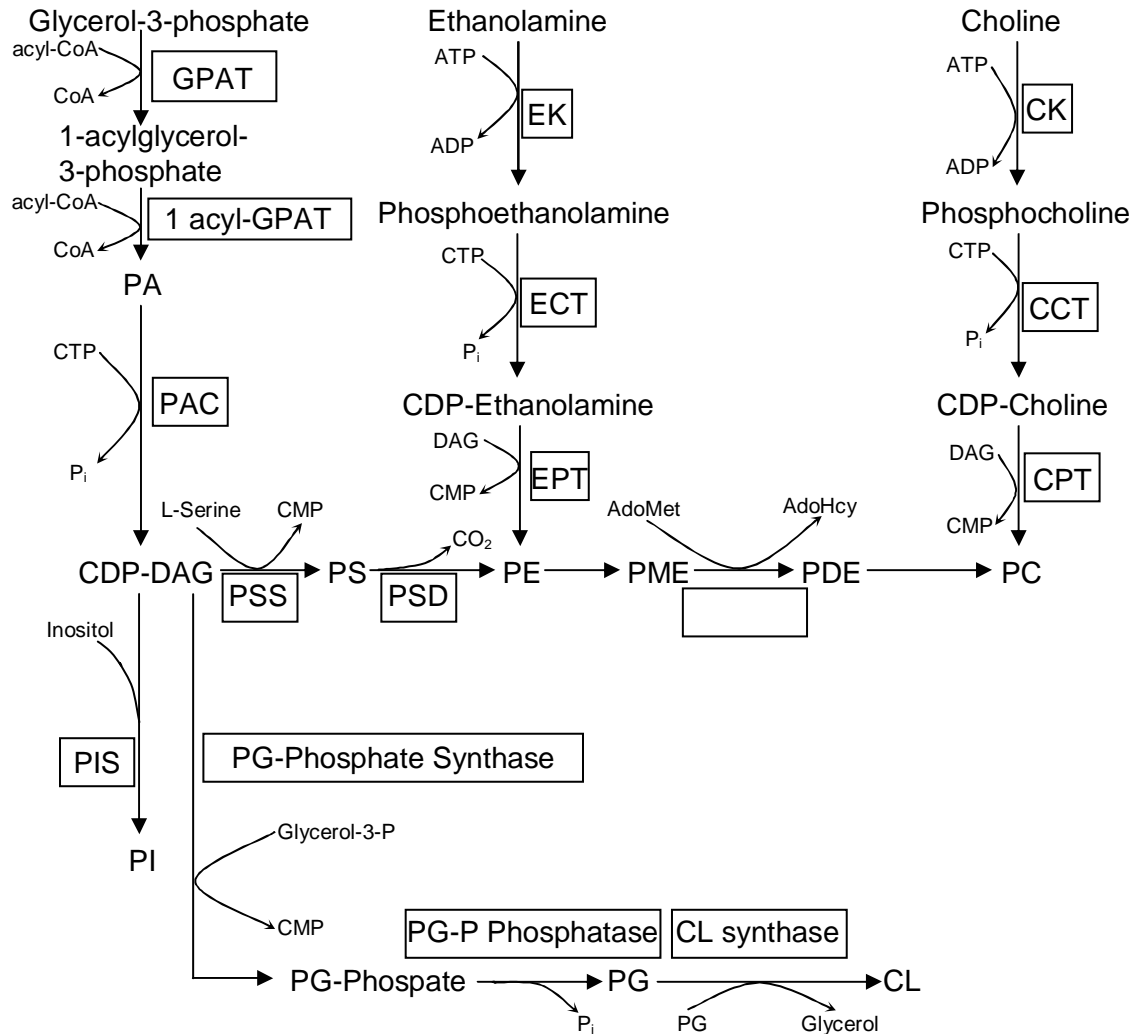 Glycerol-3-phosphate
acyl-CoA
GPAT
CoA
1-acylglycerol-
3-phosphate
acyl-CoA
1 acyl-GPAT
CoA
PA
CTP
PAC
Pi
Ethanolamine
ATP
EK
ADP
Phosphoethanolamine
CTP
ECT
Pi
CDP-Ethanolamine
DAG
EPT
CMP
Choline
ATP
CK
ADP
Phosphocholine
CTP
CCT
Pi
CDP-Choline
DAG
CPT
CMP
L-Serine
CMP
CO2
AdoMet
AdoHcy
CDP-DAG
PS
PE
PME
PDE
PC
PSS
PSD
Inositol
PIS
PG-Phosphate Synthase
PI
Glycerol-3-P
CMP
PG-P Phosphatase
CL synthase
PG-Phospate
PG
CL
Pi
PG
Glycerol